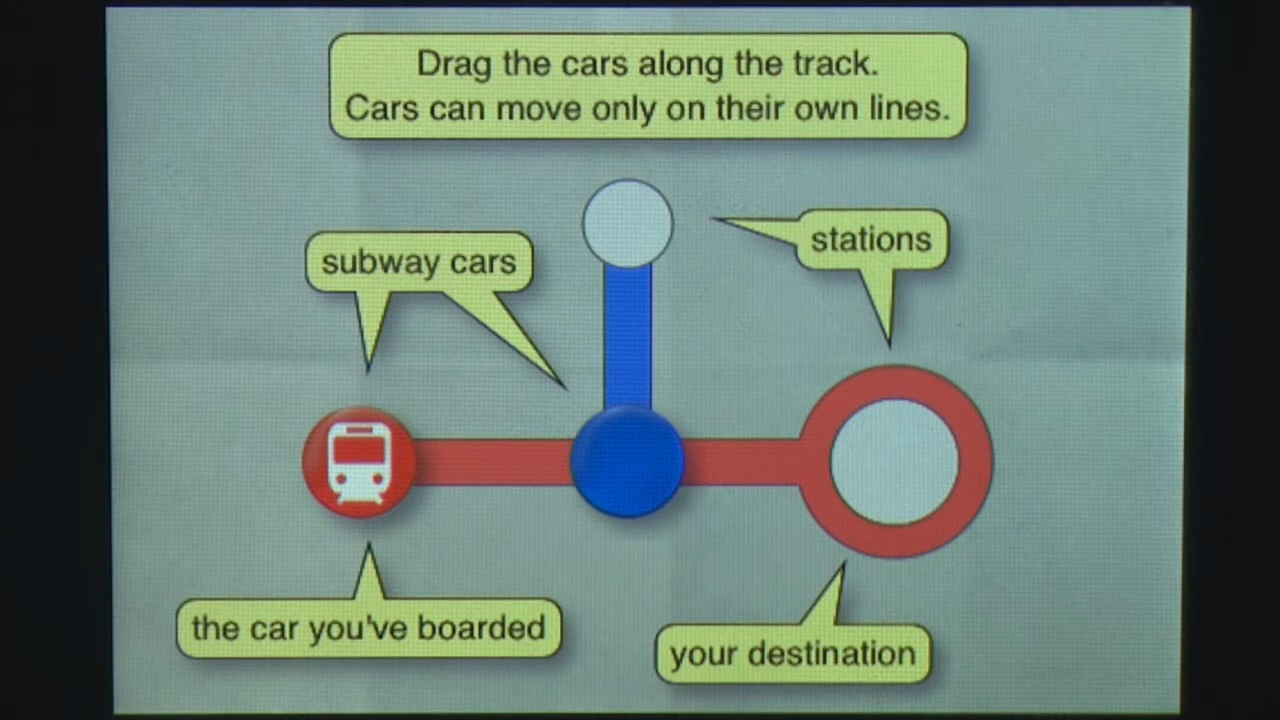 Drag the cars along the track.
Cars can move only on their own lines.
stations
subway cars
the car you've boarded
your destination